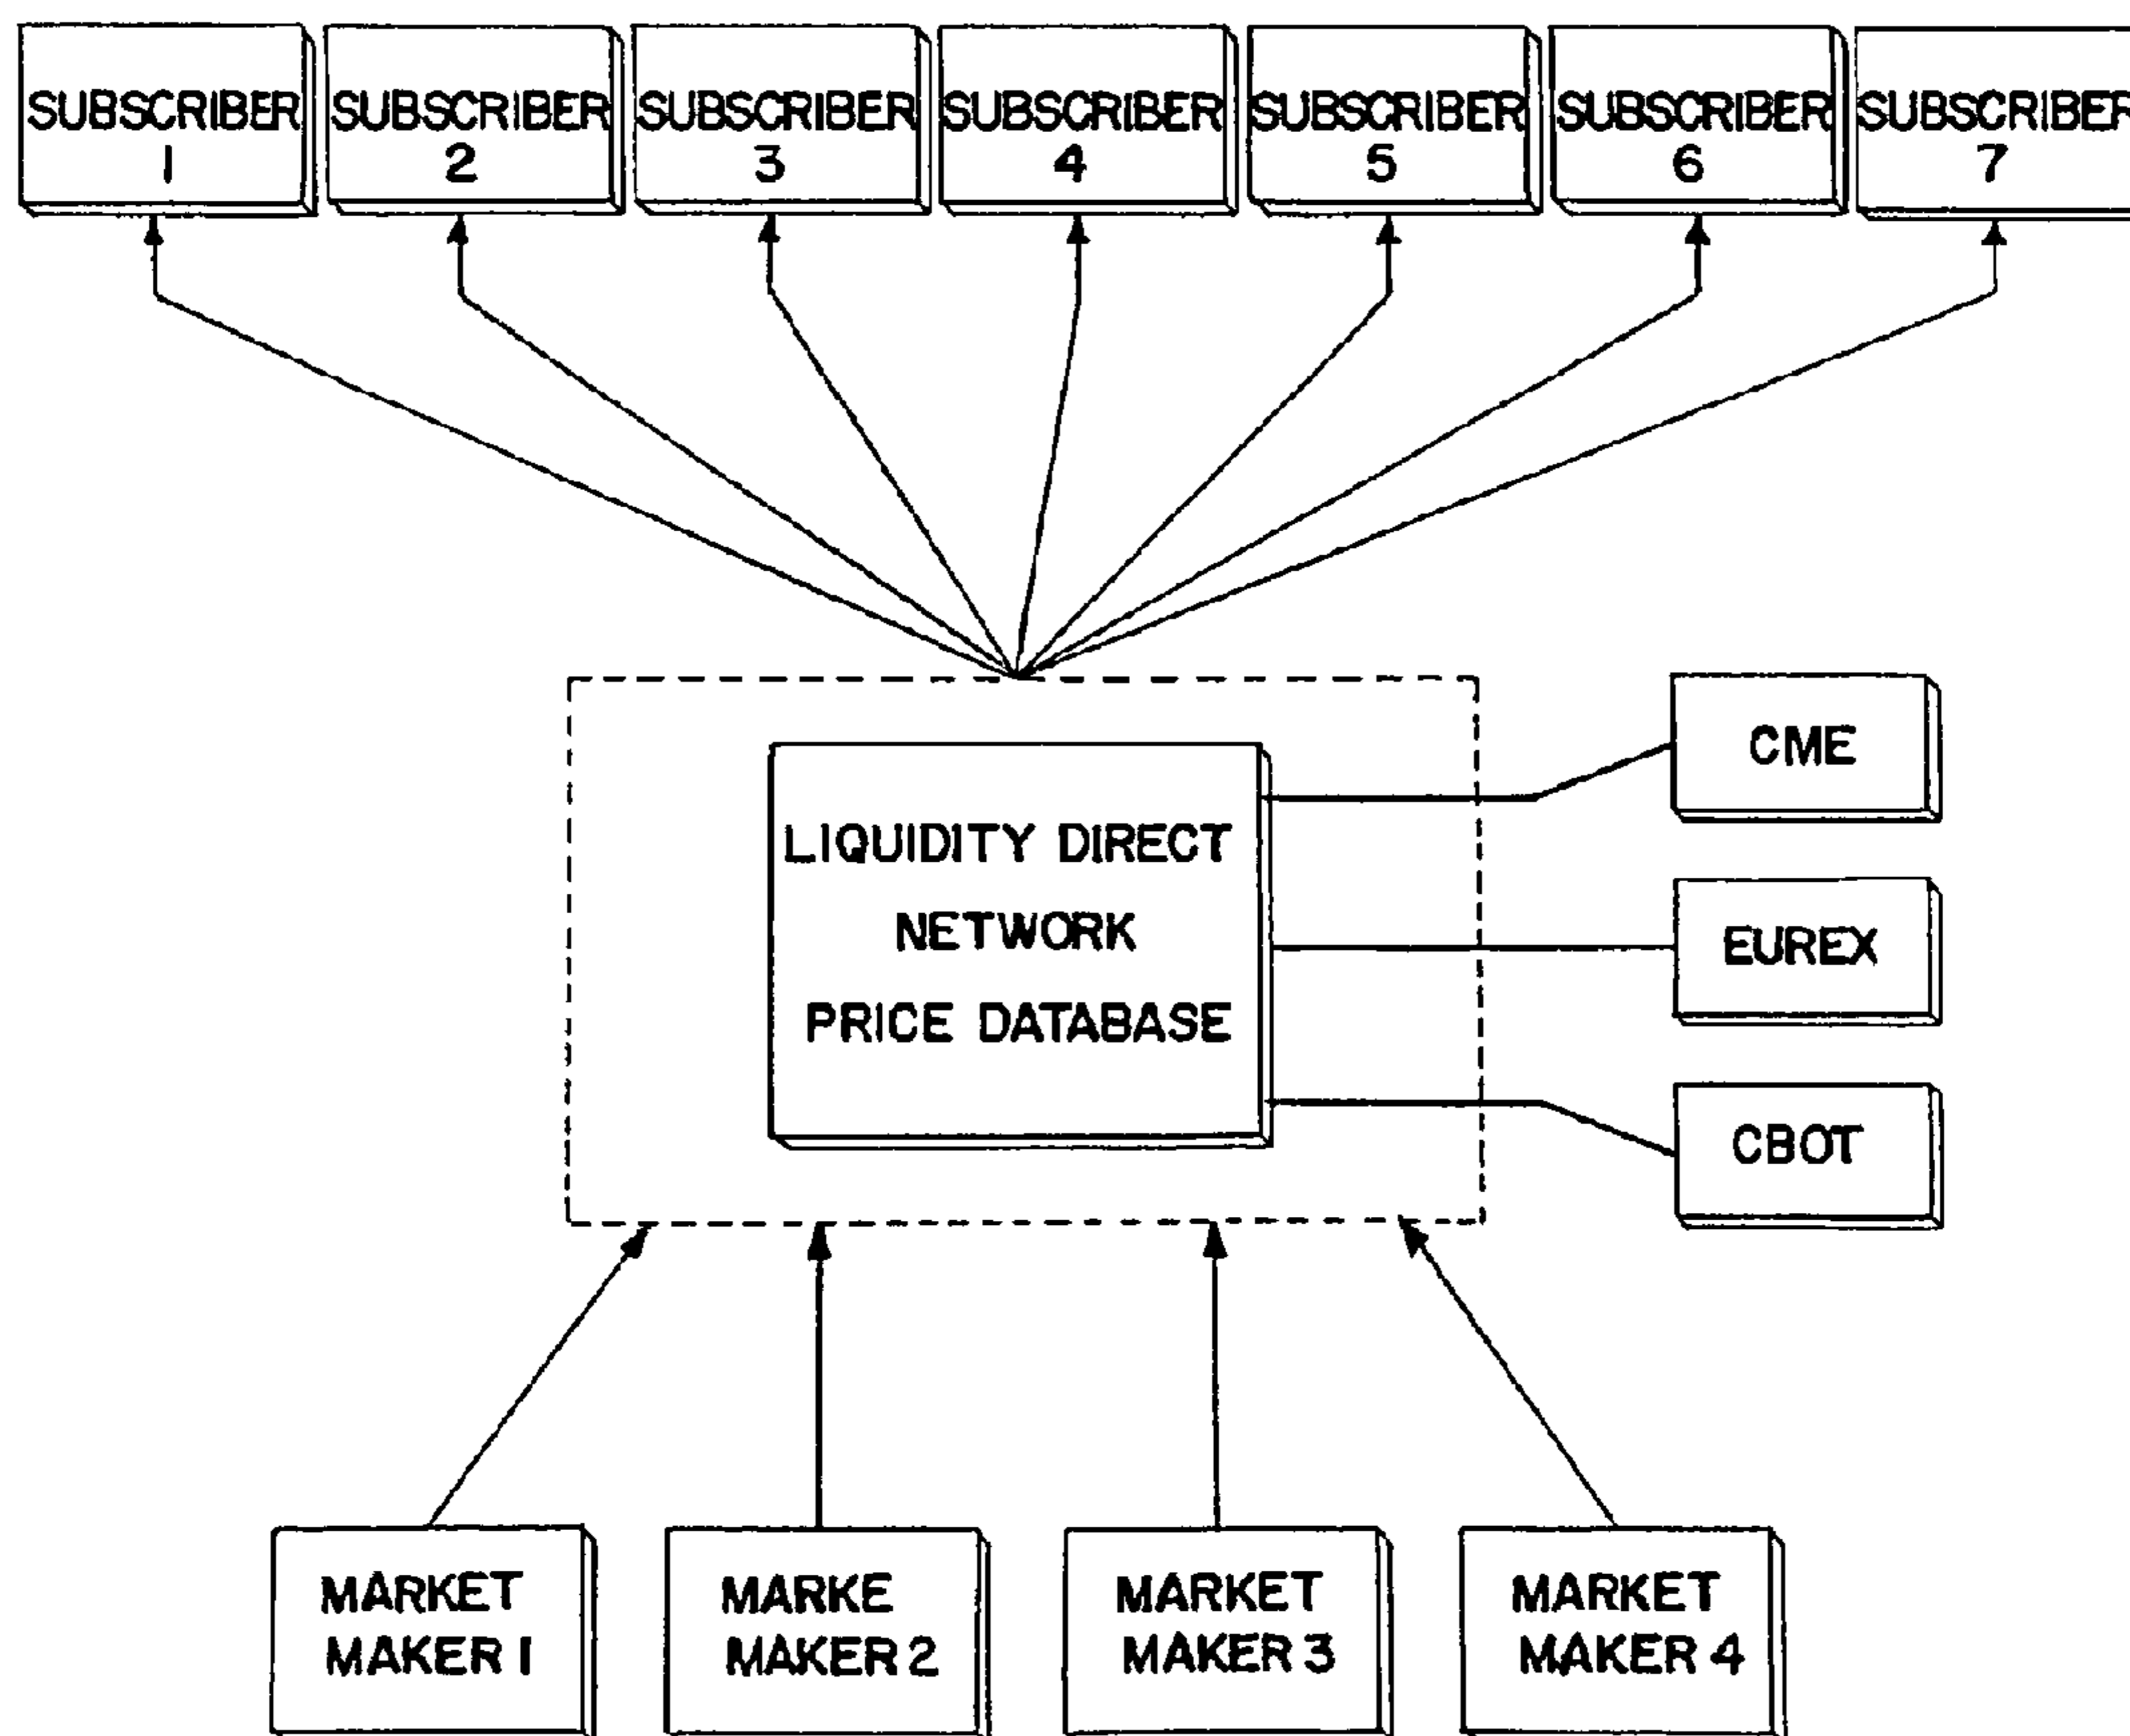 SUBSCRIBER
1
SUBSCRIBER
2
SUBSCRIBER
3
SUBSCRIBER
4
SUBSCRIBER
5
SUBSCRIBER
6
SUBSCRIBER
7
LIQUIDITY DIRECT
NETWORK
PRICE DATABASE
CME
EUREX
CBOT
MARKET
MAKER 1
MARKE
MAKER 2
MARKET
MAKER 3
MARKET
MAKER 4